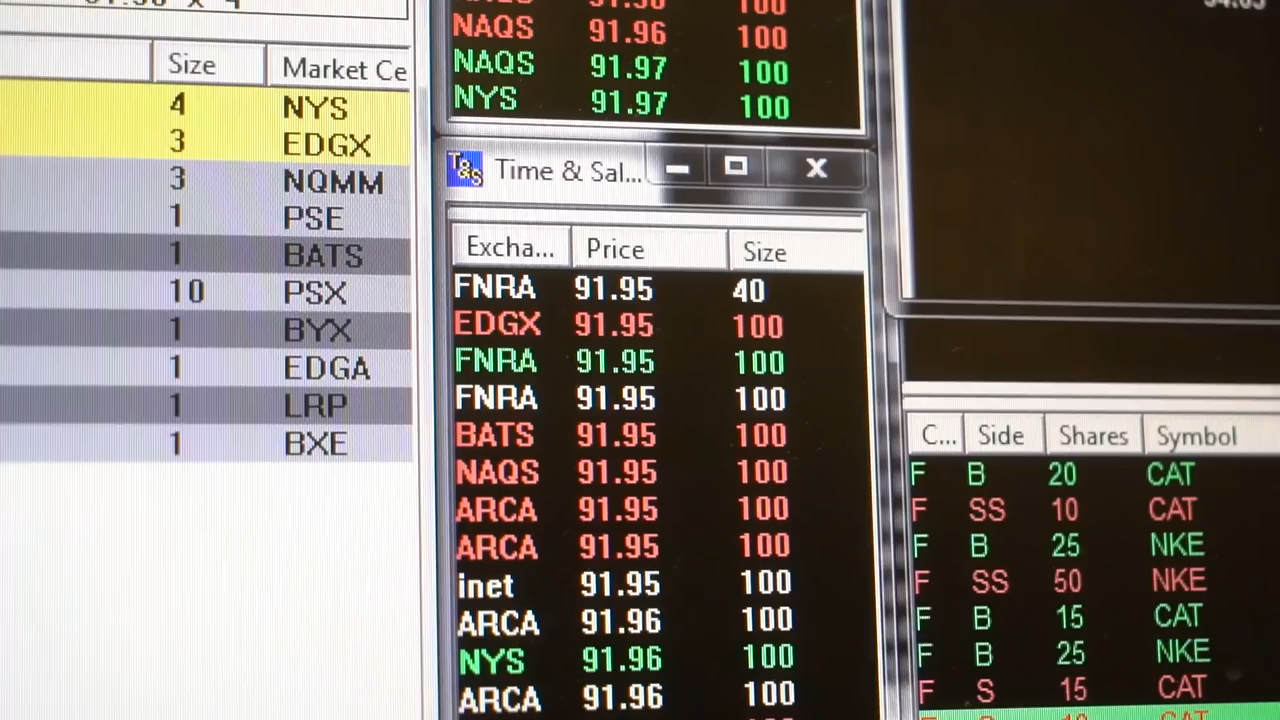 Size Market Ce
4 NYS
3 EDGX
3 NQMM
1 PSE
1 BATS
10 PSX
1 BYX
1 EDGA
1 LRP
1 BXE
NAQS 91.96 100
NAQS 91.97 100
NYS 91.97 100
T&S Time & Sal...
Excha... Price Size
FNRA 91.95 40
EDGX 91.95 100
FNRA 91.95 100
FNRA 91.95 100
BATS 91.95 100
NAQS 91.95 100
ARCA 91.95 100
ARCA 91.95 100
inet 91.95 100
ARCA 91.96 100
NYS 91.96 100
ARCA 91.96 100
C... Side Shares Symbol
F B 20 CAT
F SS 10 CAT
F B 25 NKE
F SS 50 NKE
F B 15 CAT
F B 25 NKE
F S 15 CAT